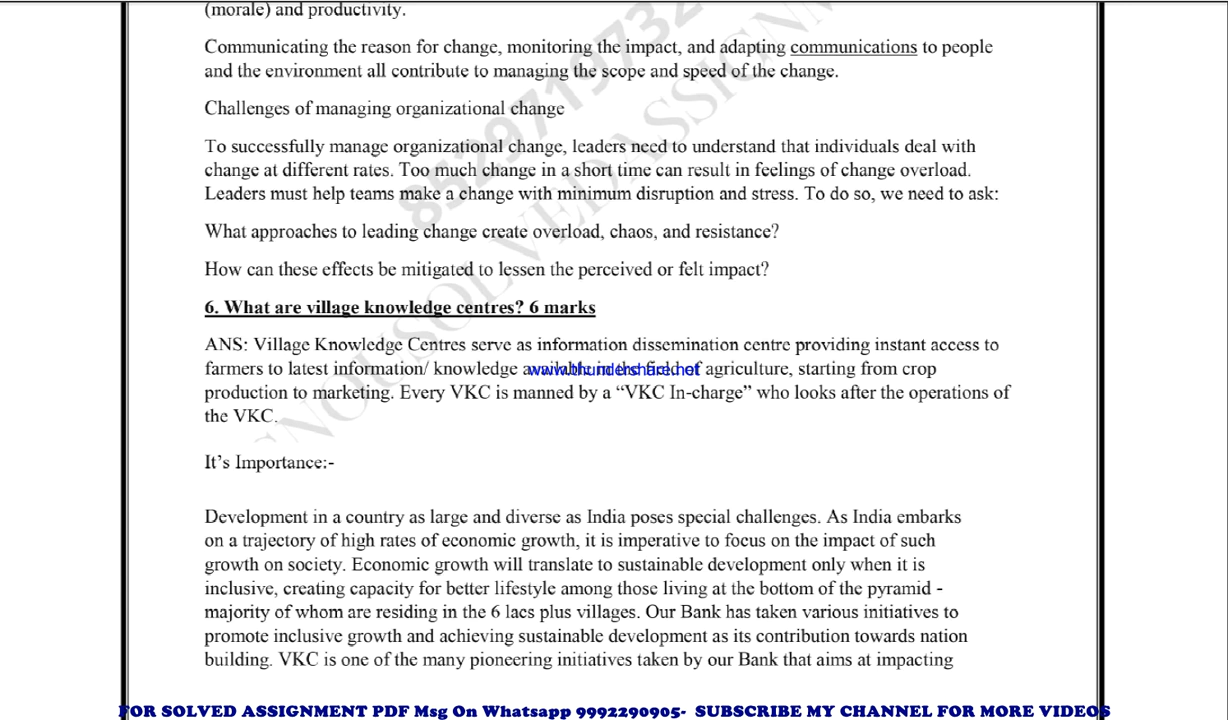 (morale) and productivity.
Communicating the reason for change, monitoring the impact, and adapting communications to people
and the environment all contribute to managing the scope and speed of the change.
Challenges of managing organizational change
To successfully manage organizational change, leaders need to understand that individuals deal with
change at different rates. Too much change in a short time can result in feelings of change overload.
Leaders must help teams make a change with minimum disruption and stress. To do so, we need to ask:
What approaches to leading change create overload, chaos, and resistance?
How can these effects be mitigated to lessen the perceived or felt impact?
6. What are village knowledge centres? 6 marks
ANS: Village Knowledge Centres serve as information dissemination centre providing instant access to
farmers to latest information/ knowledge of agriculture, starting from crop
production to marketing. Every VKC is manned by a “VKC In-charge” who looks after the operations of
the VKC.
It’s Importance:-
Development in a country as large and diverse as India poses special challenges. As India embarks
on a trajectory of high rates of economic growth, it is imperative to focus on the impact of such
growth on society. Economic growth will translate to sustainable development only when it is
inclusive, creating capacity for better lifestyle among those living at the bottom of the pyramid -
majority of whom are residing in the 6 lacs plus villages. Our Bank has taken various initiatives to
promote inclusive growth and achieving sustainable development as its contribution towards nation
building. VKC is one of the many pioneering initiatives taken by our Bank that aims at impacting
FOR SOLVED ASSIGNMENT PDF Msg On Whatsapp 9992290905- SUBSCRIBE MY CHANNEL FOR MORE VIDEOS